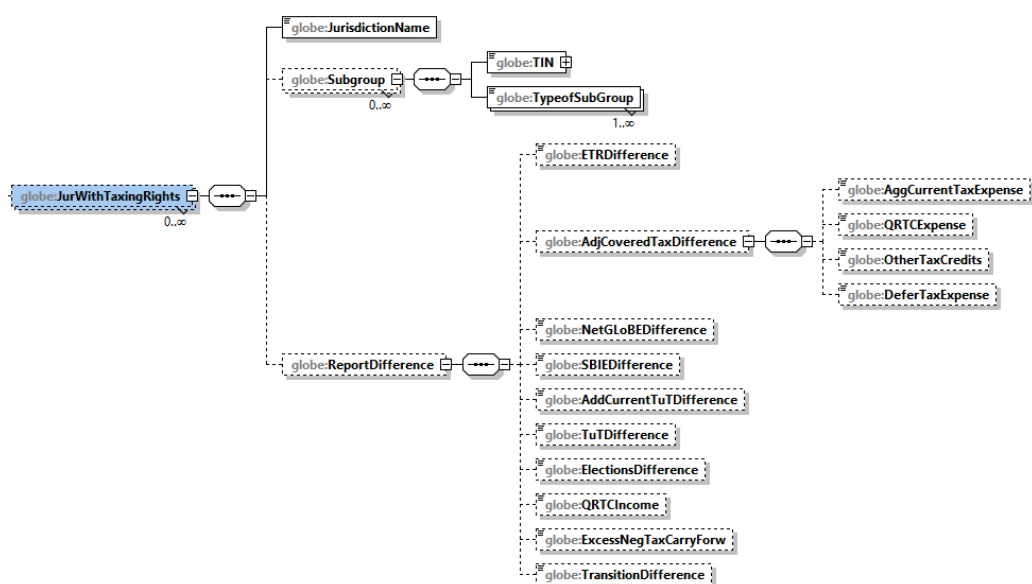 globe:JurisdictionName
globe:Subgroup
0..∞
globe:TIN
globe:TypeofSubGroup
1..∞
globe:JurWithTaxingRights
0..∞
globe:ReportDifference
globe:ETRDifference
globe:AdjCoveredTaxDifference
globe:AggCurrentTaxExpense
globe:QRTCExpense
globe:OtherTaxCredits
globe:DeferTaxExpense
globe:NetGLoBEDifference
globe:SBIEDifference
globe:AddCurrentTuTDifference
globe:TuTDifference
globe:ElectionsDifference
globe:QRTCIncome
globe:ExcessNegTaxCarryForw
globe:TransitionDifference